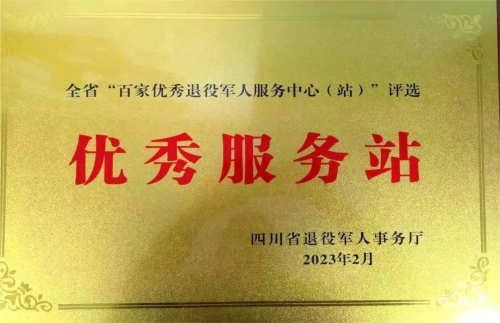 全省“百家优秀退役军人服务中心（站）”评选
优秀服务站
四川省退役军人事务厅
2023年2月